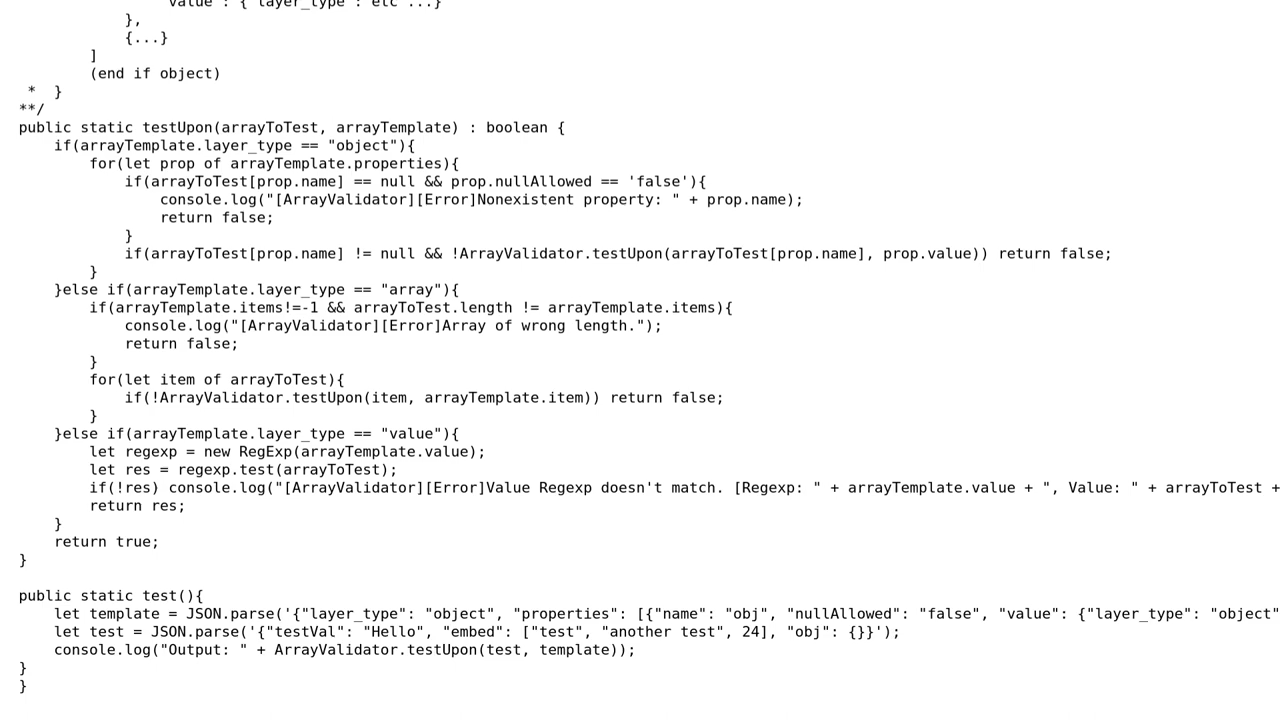 "value": {"layer_type": etc ...}
},
{...}
]
(end if object)
*  }
**/
public static testUpon(arrayToTest, arrayTemplate) : boolean {
if(arrayTemplate.layer_type == "object"){
for(let prop of arrayTemplate.properties){
if(arrayToTest[prop.name] == null && prop.nullAllowed == 'false'){
console.log("[ArrayValidator][Error]Nonexistent property: " + prop.name);
return false;
}
if(arrayToTest[prop.name] != null && !ArrayValidator.testUpon(arrayToTest[prop.name], prop.value)) return false;
}
}else if(arrayTemplate.layer_type == "array"){
if(arrayTemplate.items!=-1 && arrayToTest.length != arrayTemplate.items){
console.log("[ArrayValidator][Error]Array of wrong length.");
return false;
}
for(let item of arrayToTest){
if(!ArrayValidator.testUpon(item, arrayTemplate.item)) return false;
}
}else if(arrayTemplate.layer_type == "value"){
let regexp = new RegExp(arrayTemplate.value);
let res = regexp.test(arrayToTest);
if(!res) console.log("[ArrayValidator][Error]Value Regexp doesn't match. [Regexp: " + arrayTemplate.value + ", Value: " + arrayToTest +
return res;
}
return true;
}
public static test(){
let template = JSON.parse('{"layer_type": "object", "properties": [{"name": "obj", "nullAllowed": "false", "value": {"layer_type": "object"
let test = JSON.parse('{"testVal": "Hello", "embed": ["test", "another test", 24], "obj": {}}');
console.log("Output: " + ArrayValidator.testUpon(test, template));
}
}